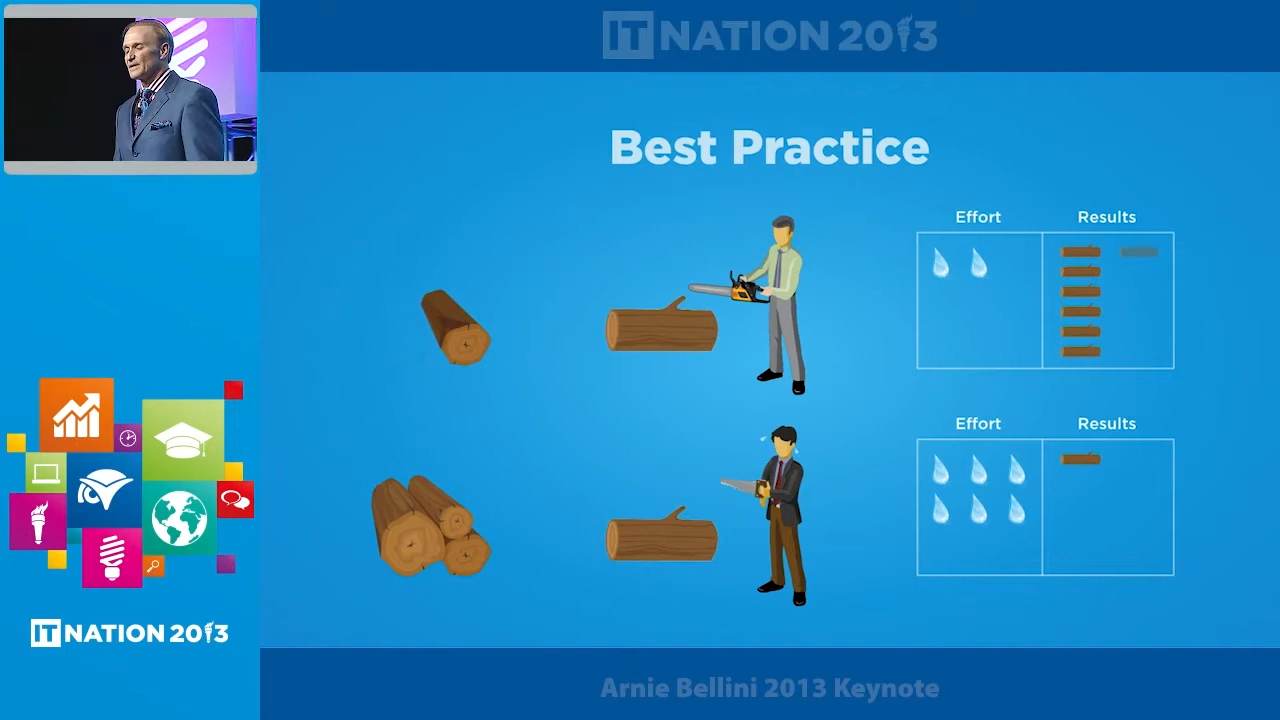 IT NATION 2013
Best Practice
Effort Results
Effort Results
IT NATION 2013
Arnie Bellini 2013 Keynote